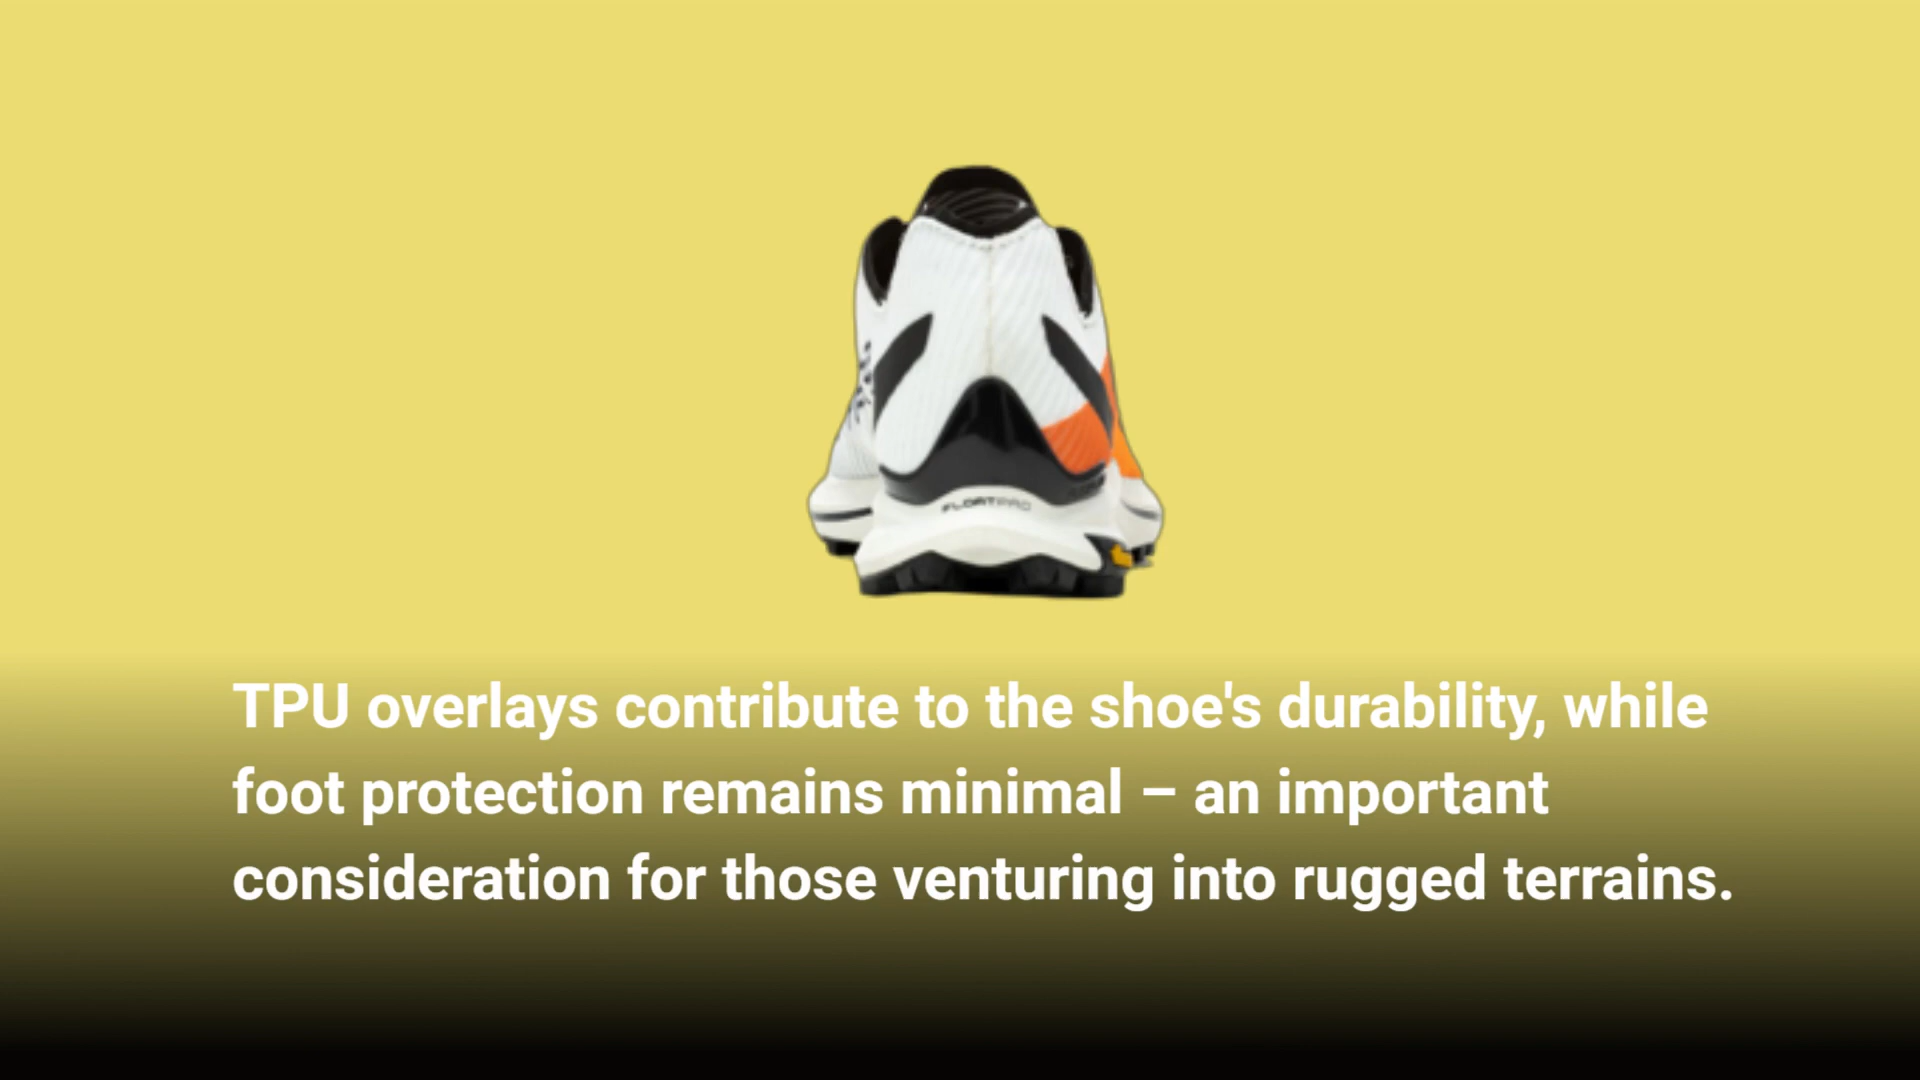 FLOATPRO
TPU overlays contribute to the shoe's durability, while
foot protection remains minimal – an important
consideration for those venturing into rugged terrains.